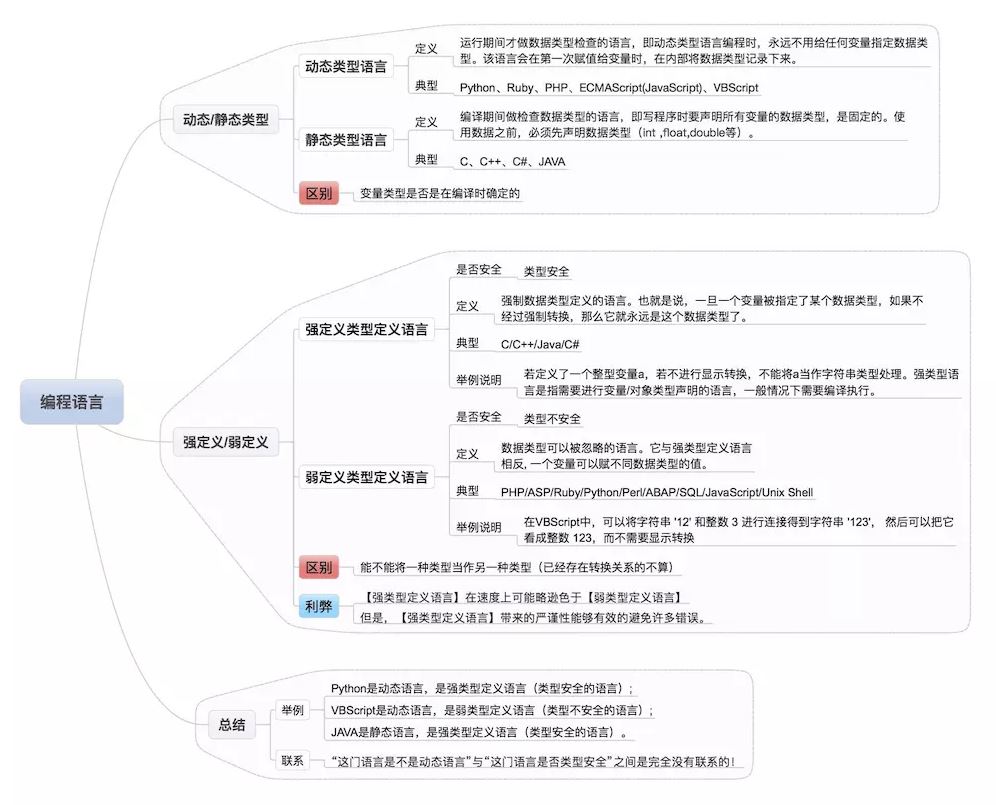 编程语言
动态/静态类型
动态类型语言
定义
运行期间才做数据类型检查的语言，即动态类型语言编程时，永远不用给任何变量指定数据类
型。该语言会在第一次赋值给变量时，在内部将数据类型记录下来。
典型
Python、Ruby、PHP、ECMAScript(JavaScript)、VBScript
静态类型语言
定义
编译期间做检查数据类型的语言，即写程序时要声明所有变量的数据类型，是固定的。使
用数据之前，必须先声明数据类型（int ,float,double等）。
典型
C、C++、C#、JAVA
区别
变量类型是否是在编译时确定的
强定义/弱定义
强定义类型定义语言
是否安全
类型安全
定义
强制数据类型定义的语言。也就是说，一旦一个变量被指定了某个数据类型，如果不
经过强制转换，那么它就永远是这个数据类型了。
典型
C/C++/Java/C#
举例说明
若定义了一个整型变量a，若不进行显示转换，不能将a当作字符串类型处理。强类型语
言是指需要进行变量/对象类型声明的语言，一般情况下需要编译执行。
弱定义类型定义语言
是否安全
类型不安全
定义
数据类型可以被忽略的语言。它与强类型定义语言
相反, 一个变量可以赋不同数据类型的值。
典型
PHP/ASP/Ruby/Python/Perl/ABAP/SQL/JavaScript/Unix Shell
举例说明
在VBScript中，可以将字符串 '12' 和整数 3 进行连接得到字符串 '123'， 然后可以把它
看成整数 123，而不需要显示转换
区别
能不能将一种类型当作另一种类型（已经存在转换关系的不算）
利弊
【强类型定义语言】在速度上可能略逊色于【弱类型定义语言】
但是，【强类型定义语言】带来的严谨性能够有效的避免许多错误。
总结
举例
Python是动态语言，是强类型定义语言（类型安全的语言）;
VBScript是动态语言，是弱类型定义语言（类型不安全的语言）;
JAVA是静态语言，是强类型定义语言（类型安全的语言）。
联系
“这门语言是不是动态语言”与“这门语言是否类型安全”之间是完全没有联系的！